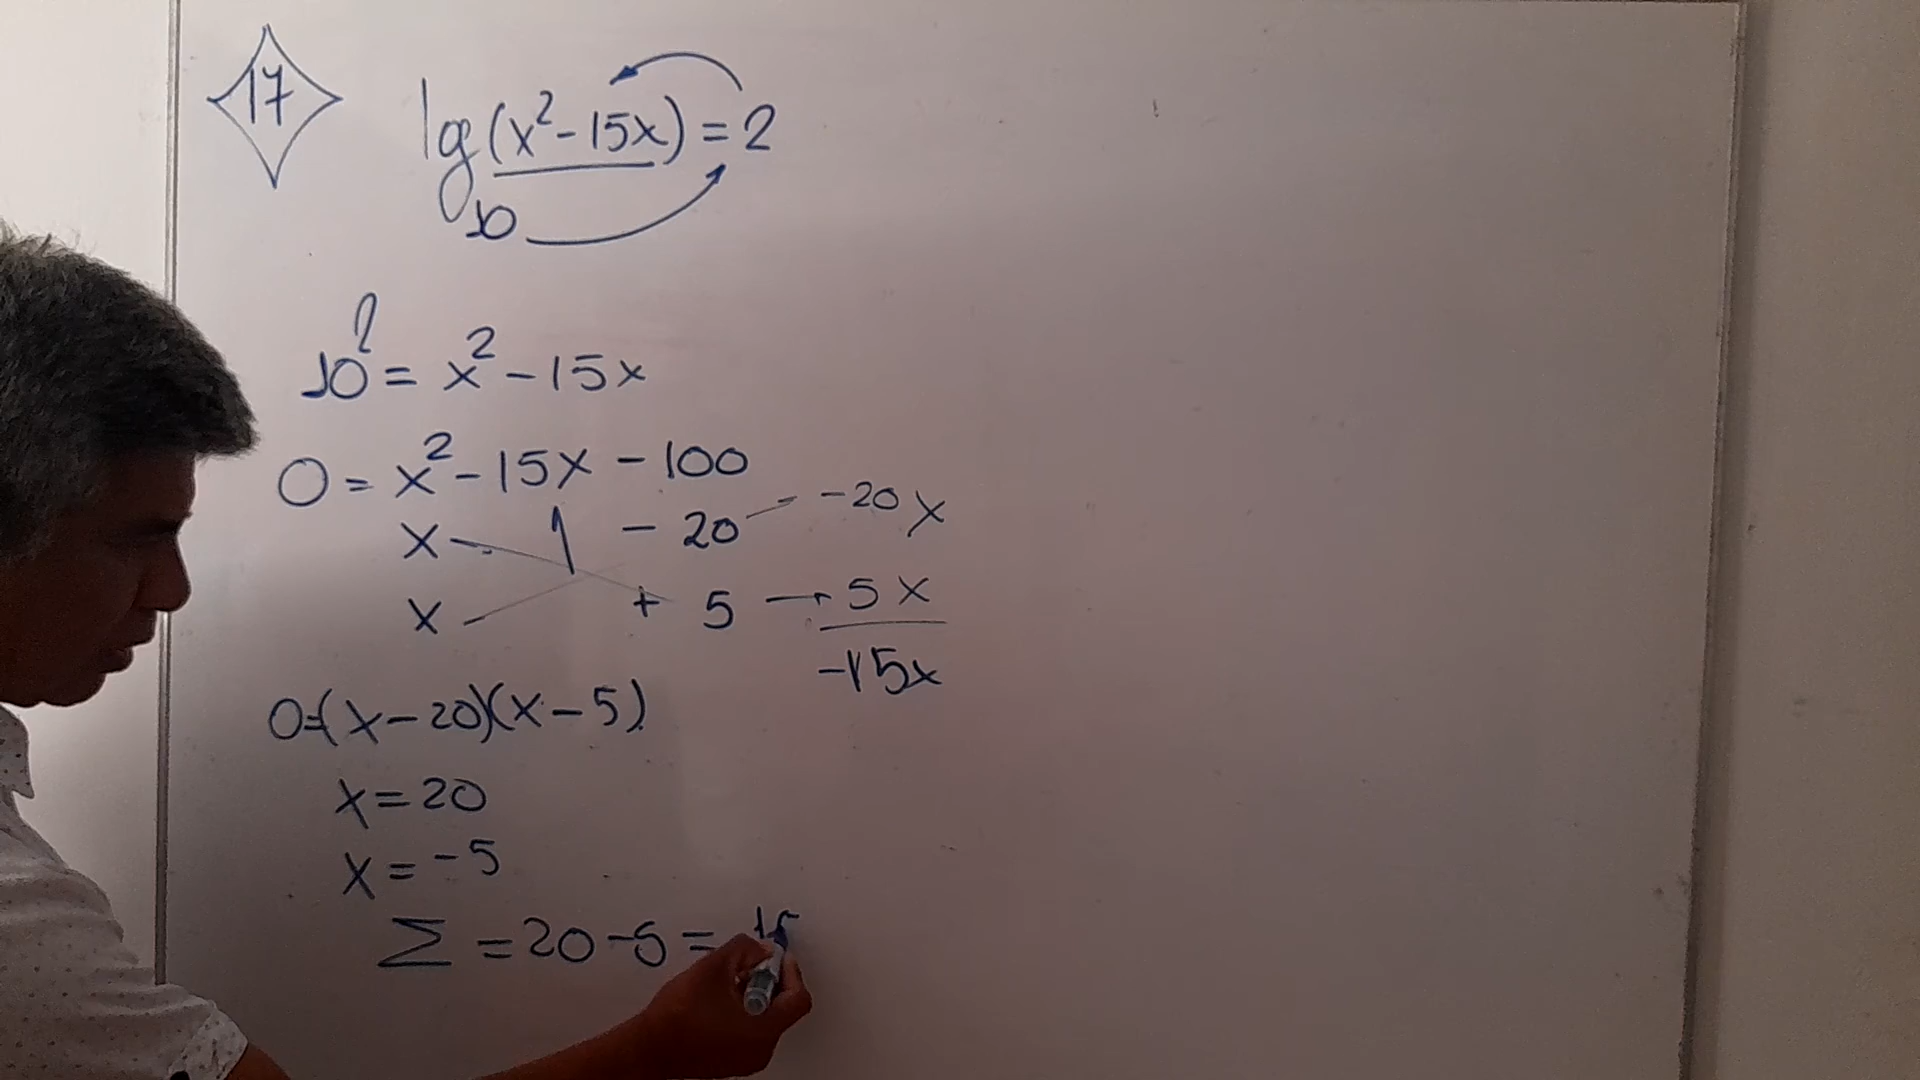 17
lg(x²-15x)=2
10
10²= x²-15x
0= x²-15x-100
x - 20 -20x
x + 5 → 5x
-15x
0=(x-20)(x-5)
x=20
x=-5
Σ =20-5= 15